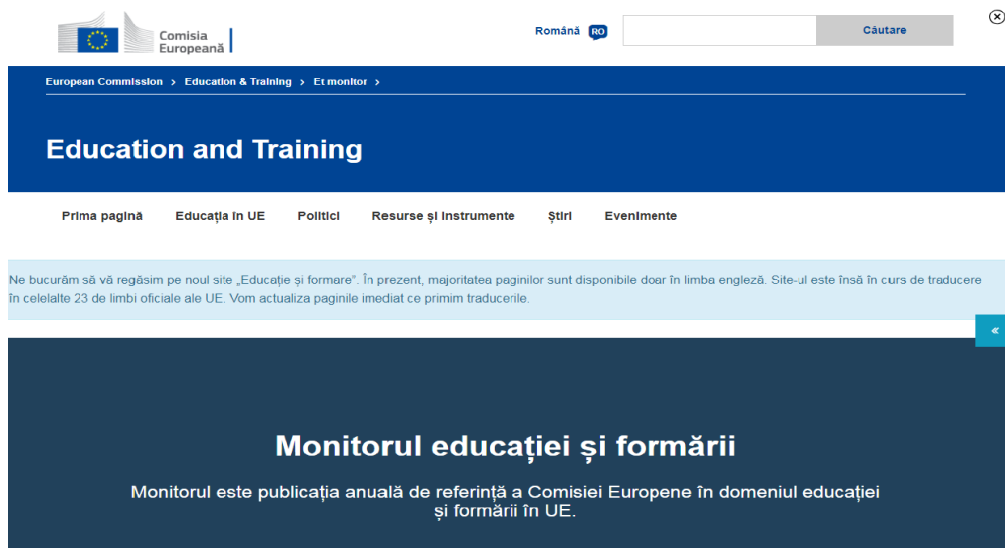 Comisia
Europeană
Română RO
Căutare
European Commission > Education & Training > Et monitor >
Education and Training
Prima pagină Educația în UE Politici Resurse și instrumente Știri Evenimente
Ne bucurăm să vă regăsim pe noul site „Educație și formare”. În prezent, majoritatea paginilor sunt disponibile doar în limba engleză. Site-ul este însă în curs de traducere
în celelalte 23 de limbi oficiale ale UE. Vom actualiza paginile imediat ce primim traducerile.
«
Monitorul educației și formării
Monitorul este publicația anuală de referință a Comisiei Europene în domeniul educației
și formării în UE.